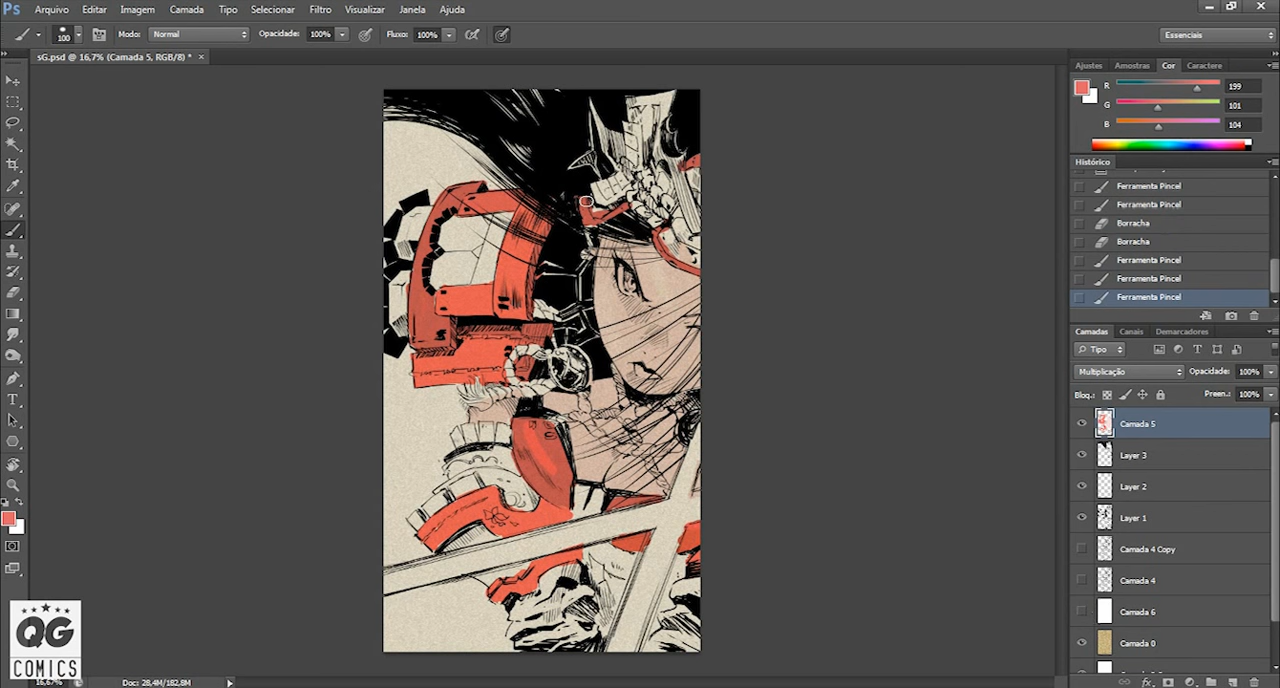 Ps Arquivo Editar Imagem Camada Tipo Selecionar Filtro Visualizar Janela Ajuda
100 Modo: Normal Opacidade: 100% Fluxo: 100% Essenciais
sG.psd @ 16,7% (Camada 5, RGB/8) * ×
Ajustes Amostras Cor Caractere
R 199
G 101
B 104
Histórico
Ferramenta Pincel
Ferramenta Pincel
Borracha
Borracha
Ferramenta Pincel
Ferramenta Pincel
Ferramenta Pincel
Camadas Canais Demarcadores
Tipo
Multiplicação Opacidade: 100%
Bloq.: Preen.: 100%
Camada 5
Layer 3
Layer 2
Layer 1
Camada 4 Copy
Camada 4
Camada 6
Camada 0
QG
COMICS
16,67% Doc: 28,4M/182,8M